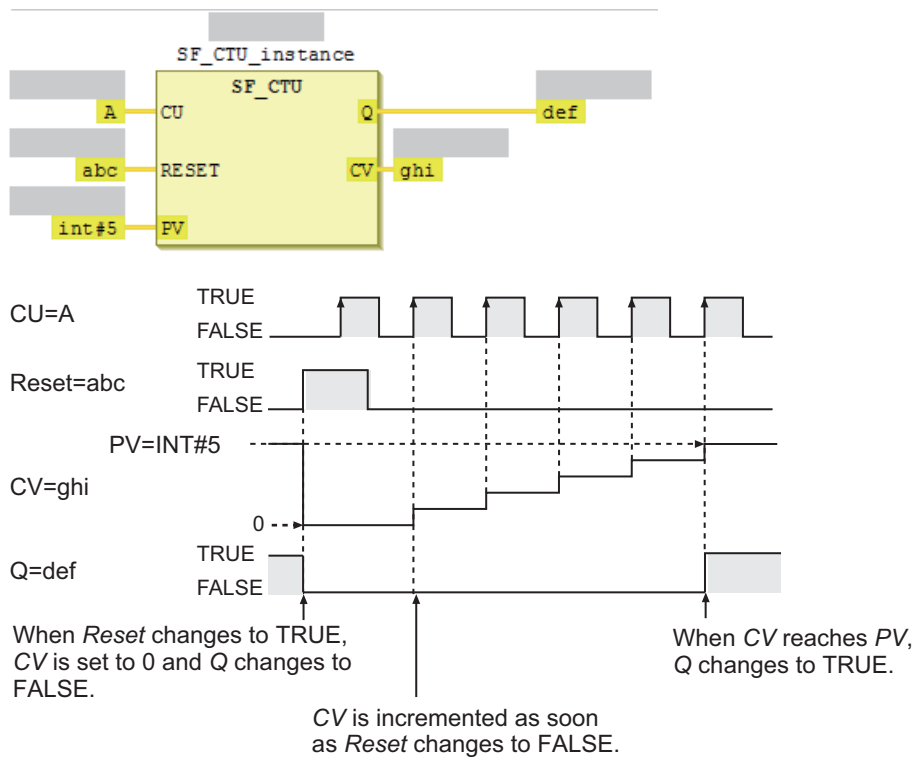 SF_CTU_instance
SF_CTU
A CU Q def
abc RESET CV ghi
int#5 PV
CU=A
TRUE
FALSE
Reset=abc
TRUE
FALSE
PV=INT#5
CV=ghi
0
Q=def
TRUE
FALSE
When Reset changes to TRUE,
CV is set to 0 and Q changes to
FALSE.
CV is incremented as soon
as Reset changes to FALSE.
When CV reaches PV,
Q changes to TRUE.